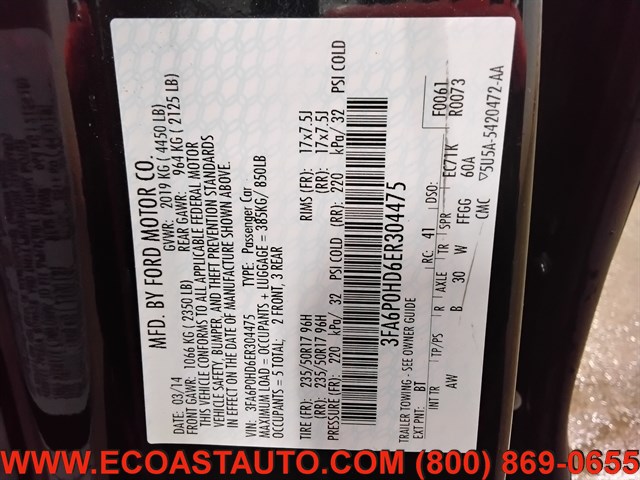 MFD. BY FORD MOTOR CO.
DATE: 03/14 GVWR: 2019 KG ( 4450 LB)
FRONT GAWR: 1066 KG ( 2350 LB) REAR GAWR: 964 KG ( 2125 LB)
THIS VEHICLE CONFORMS TO ALL APPLICABLE FEDERAL MOTOR
VEHICLE SAFETY, BUMPER, AND THEFT PREVENTION STANDARDS
IN EFFECT ON THE DATE OF MANUFACTURE SHOWN ABOVE.
VIN: 3FA6P0HD6ER304475 TYPE: Passenger Car
MAXIMUM LOAD = OCCUPANTS + LUGGAGE = 385KG/ 850LB
OCCUPANTS = 5 TOTAL: 2 FRONT, 3 REAR
TIRE (FR): 235/50R17 96H RIMS (FR): 17x7.5J
TIRE (RR): 235/50R17 96H RIMS (RR): 17x7.5J
PRESSURE (FR): 220 kPa/ 32 PSI COLD (RR): 220 kPa/ 32 PSI COLD
3FA6P0HD6ER304475
TRAILER TOWING - SEE OWNER GUIDE
F0061
R0073
EXT PNT: BT RC: 41 DSO: EC71K
INT TR TP/PS R AXLE TR SPR 60A
AW B 30 W FFGG
CMC ▽5U5A-5420472-AA
WWW.ECOASTAUTO.COM (800) 869-0655